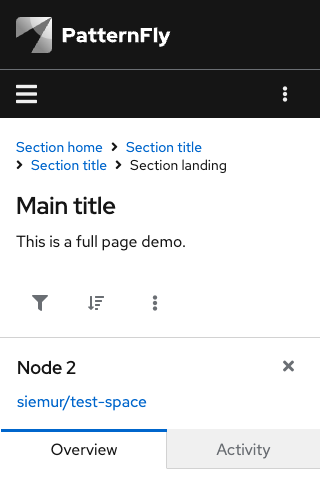 PatternFly
Section home Section title
Section title Section landing
Main title
This is a full page demo.
Node 2
siemur/test-space
Overview Activity